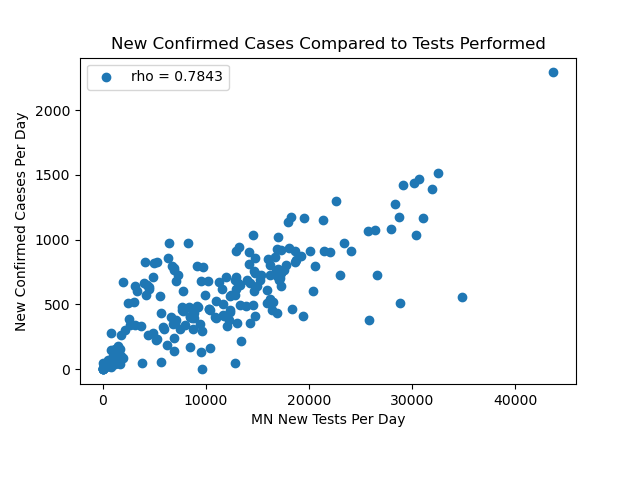 New Confirmed Cases Compared to Tests Performed
rho = 0.7843
New Confirmed Caeses Per Day
2000
1500
1000
500
0
0 10000 20000 30000 40000
MN New Tests Per Day